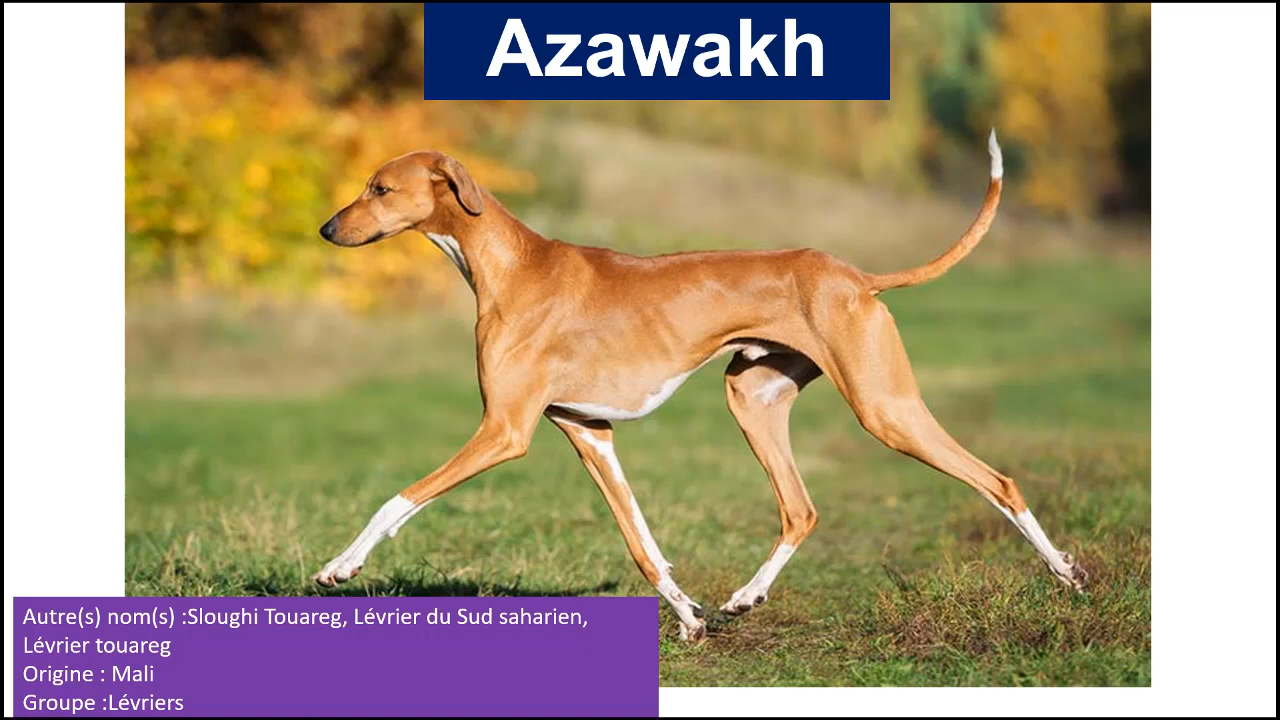 Azawakh
Autre(s) nom(s) :Sloughi Touareg, Lévrier du Sud saharien,
Lévrier touareg
Origine : Mali
Groupe :Lévriers